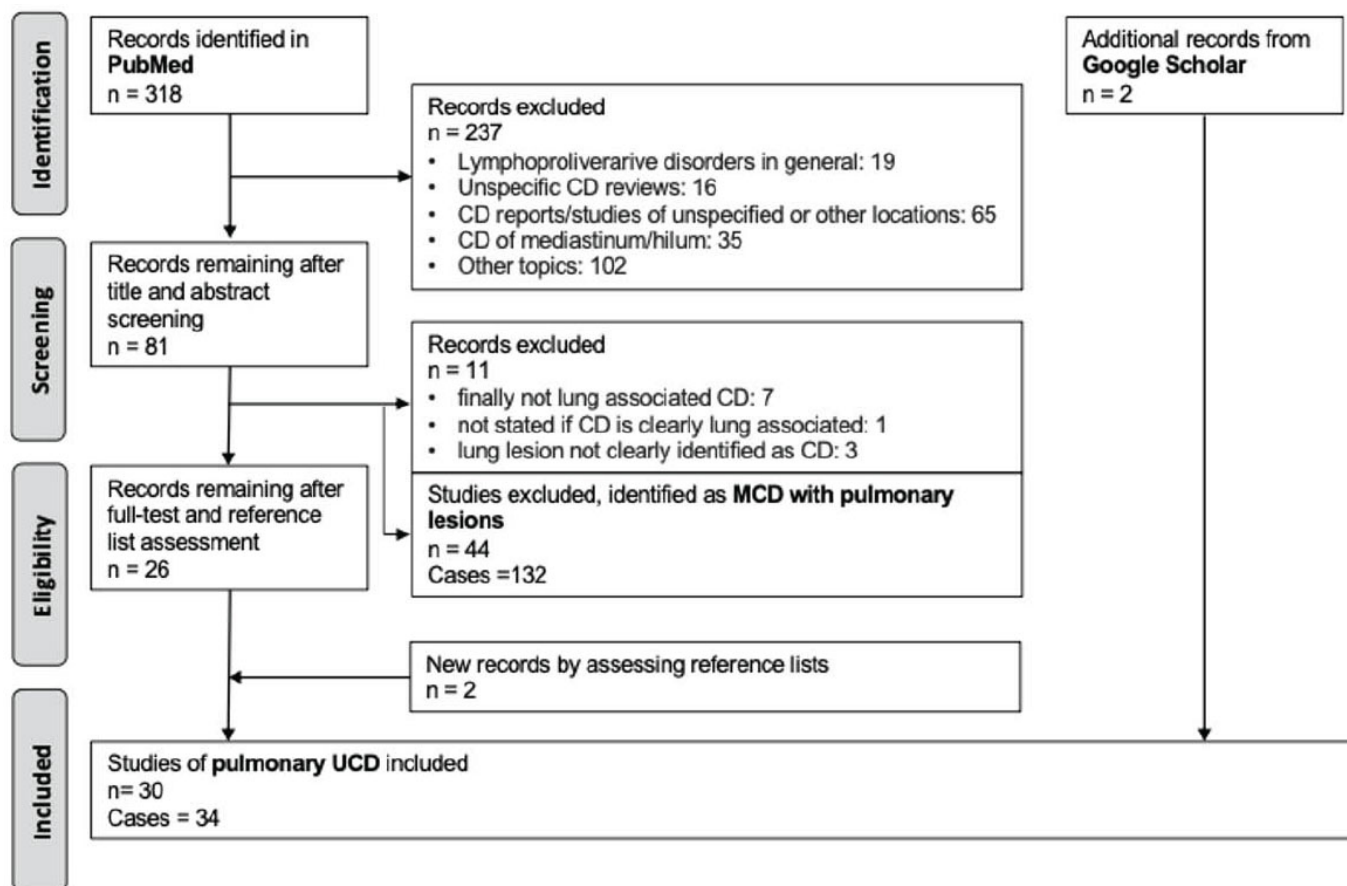 Identification
Records identified in
PubMed
n = 318
Additional records from
Google Scholar
n = 2
Records excluded
n = 237
• Lymphoproliverarive disorders in general: 19
• Unspecific CD reviews: 16
• CD reports/studies of unspecified or other locations: 65
• CD of mediastinum/hilum: 35
• Other topics: 102
Screening
Records remaining after
title and abstract
screening
n = 81
Records excluded
n = 11
• finally not lung associated CD: 7
• not stated if CD is clearly lung associated: 1
• lung lesion not clearly identified as CD: 3
Studies excluded, identified as MCD with pulmonary
lesions
n = 44
Cases =132
Eligibility
Records remaining after
full-test and reference
list assessment
n = 26
New records by assessing reference lists
n = 2
Included
Studies of pulmonary UCD included
n= 30
Cases = 34